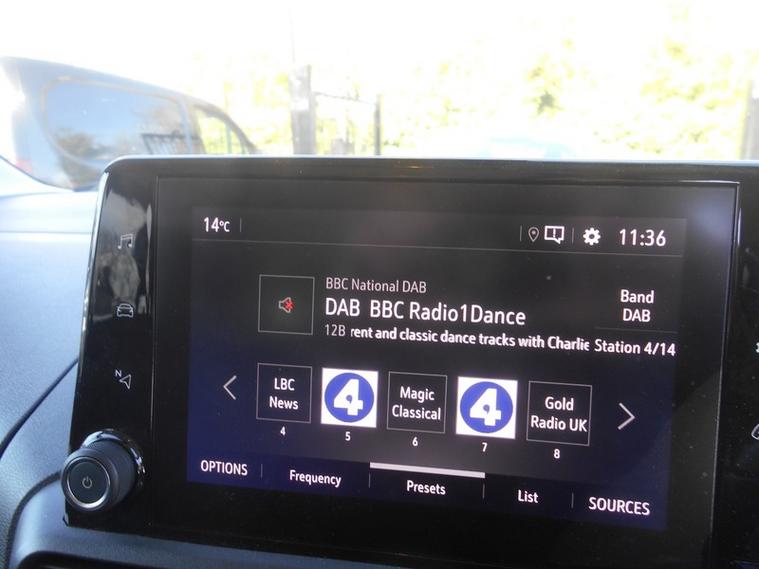 14°C
11:36
BBC National DAB
DAB BBC Radio1Dance
12B rent and classic dance tracks with Charlie
Band
DAB
Station 4/14
LBC
News
4
4
5
Magic
Classical
6
4
7
Gold
Radio UK
8
N
OPTIONS
Frequency
Presets
List
SOURCES